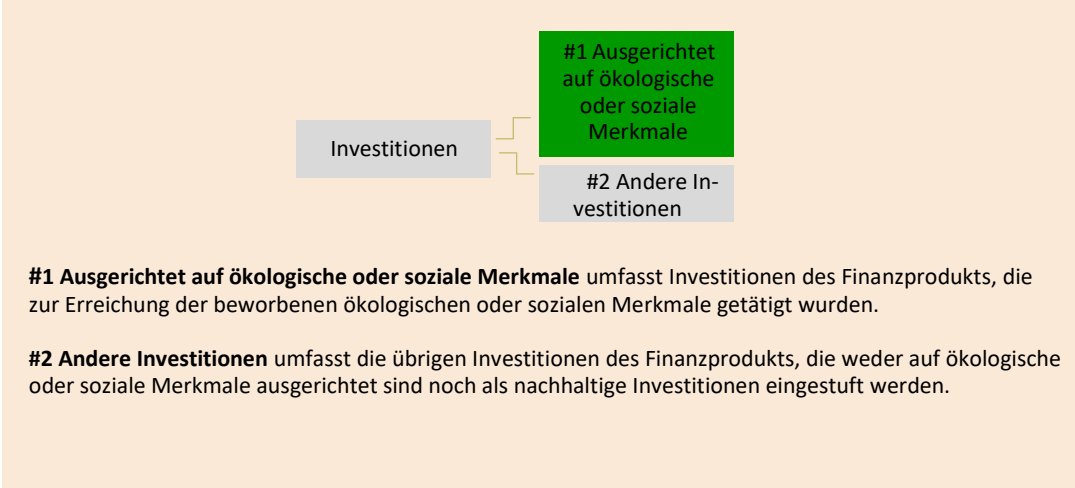 #1 Ausgerichtet
auf ökologische
oder soziale
Merkmale
Investitionen
#2 Andere In-
vestitionen
#1 Ausgerichtet auf ökologische oder soziale Merkmale umfasst Investitionen des Finanzprodukts, die
zur Erreichung der beworbenen ökologischen oder sozialen Merkmale getätigt wurden.
#2 Andere Investitionen umfasst die übrigen Investitionen des Finanzprodukts, die weder auf ökologische
oder soziale Merkmale ausgerichtet sind noch als nachhaltige Investitionen eingestuft werden.